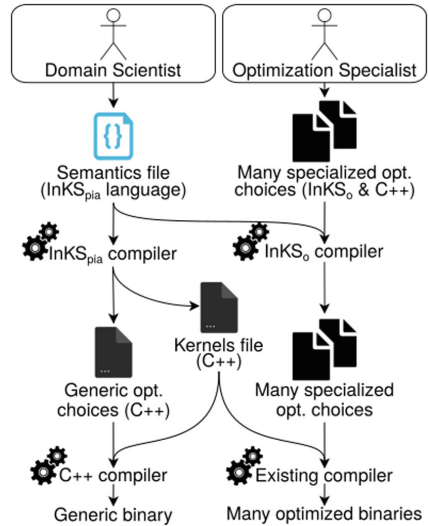 Domain Scientist
Optimization Specialist
{}
Semantics file
(InKSpia language)
Many specialized opt.
choices (InKSo & C++)
InKSpia compiler
InKSo compiler
...
Kernels file
(C++)
...
Generic opt.
choices (C++)
Many specialized
opt. choices
C++ compiler
Existing compiler
Generic binary
Many optimized binaries